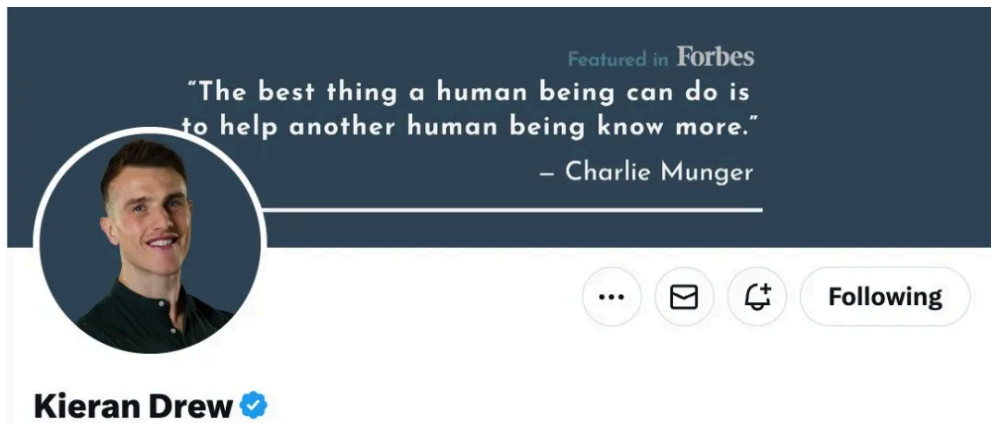 Featured in Forbes
“The best thing a human being can do is
to help another human being know more.”
– Charlie Munger
Following
Kieran Drew